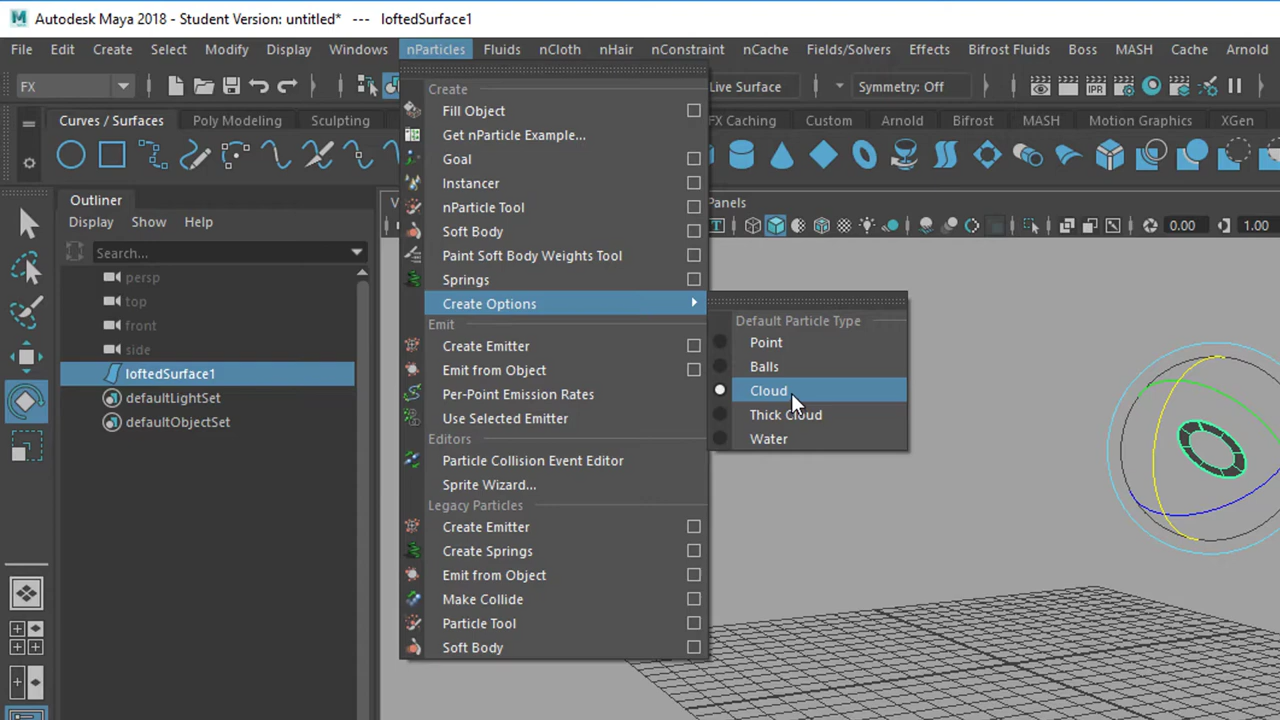 Autodesk Maya 2018 - Student Version: untitled* --- loftedSurface1
File Edit Create Select Modify Display Windows nParticles Fluids nCloth nHair nConstraint nCache Fields/Solvers Effects Bifrost Fluids Boss MASH Cache Arnold
FX Live Surface Symmetry: Off IPR
Curves / Surfaces Poly Modeling Sculpting FX Caching Custom Arnold Bifrost MASH Motion Graphics XGen
Outliner
Display Show Help
Search...
persp
top
front
side
loftedSurface1
defaultLightSet
defaultObjectSet
Create
Fill Object
Get nParticle Example...
Goal
Instancer
nParticle Tool
Soft Body
Paint Soft Body Weights Tool
Springs
Create Options
Emit
Create Emitter
Emit from Object
Per-Point Emission Rates
Use Selected Emitter
Editors
Particle Collision Event Editor
Sprite Wizard...
Legacy Particles
Create Emitter
Create Springs
Emit from Object
Make Collide
Particle Tool
Soft Body
Default Particle Type
Point
Balls
Cloud
Thick Cloud
Water
Panels
0.00 1.00